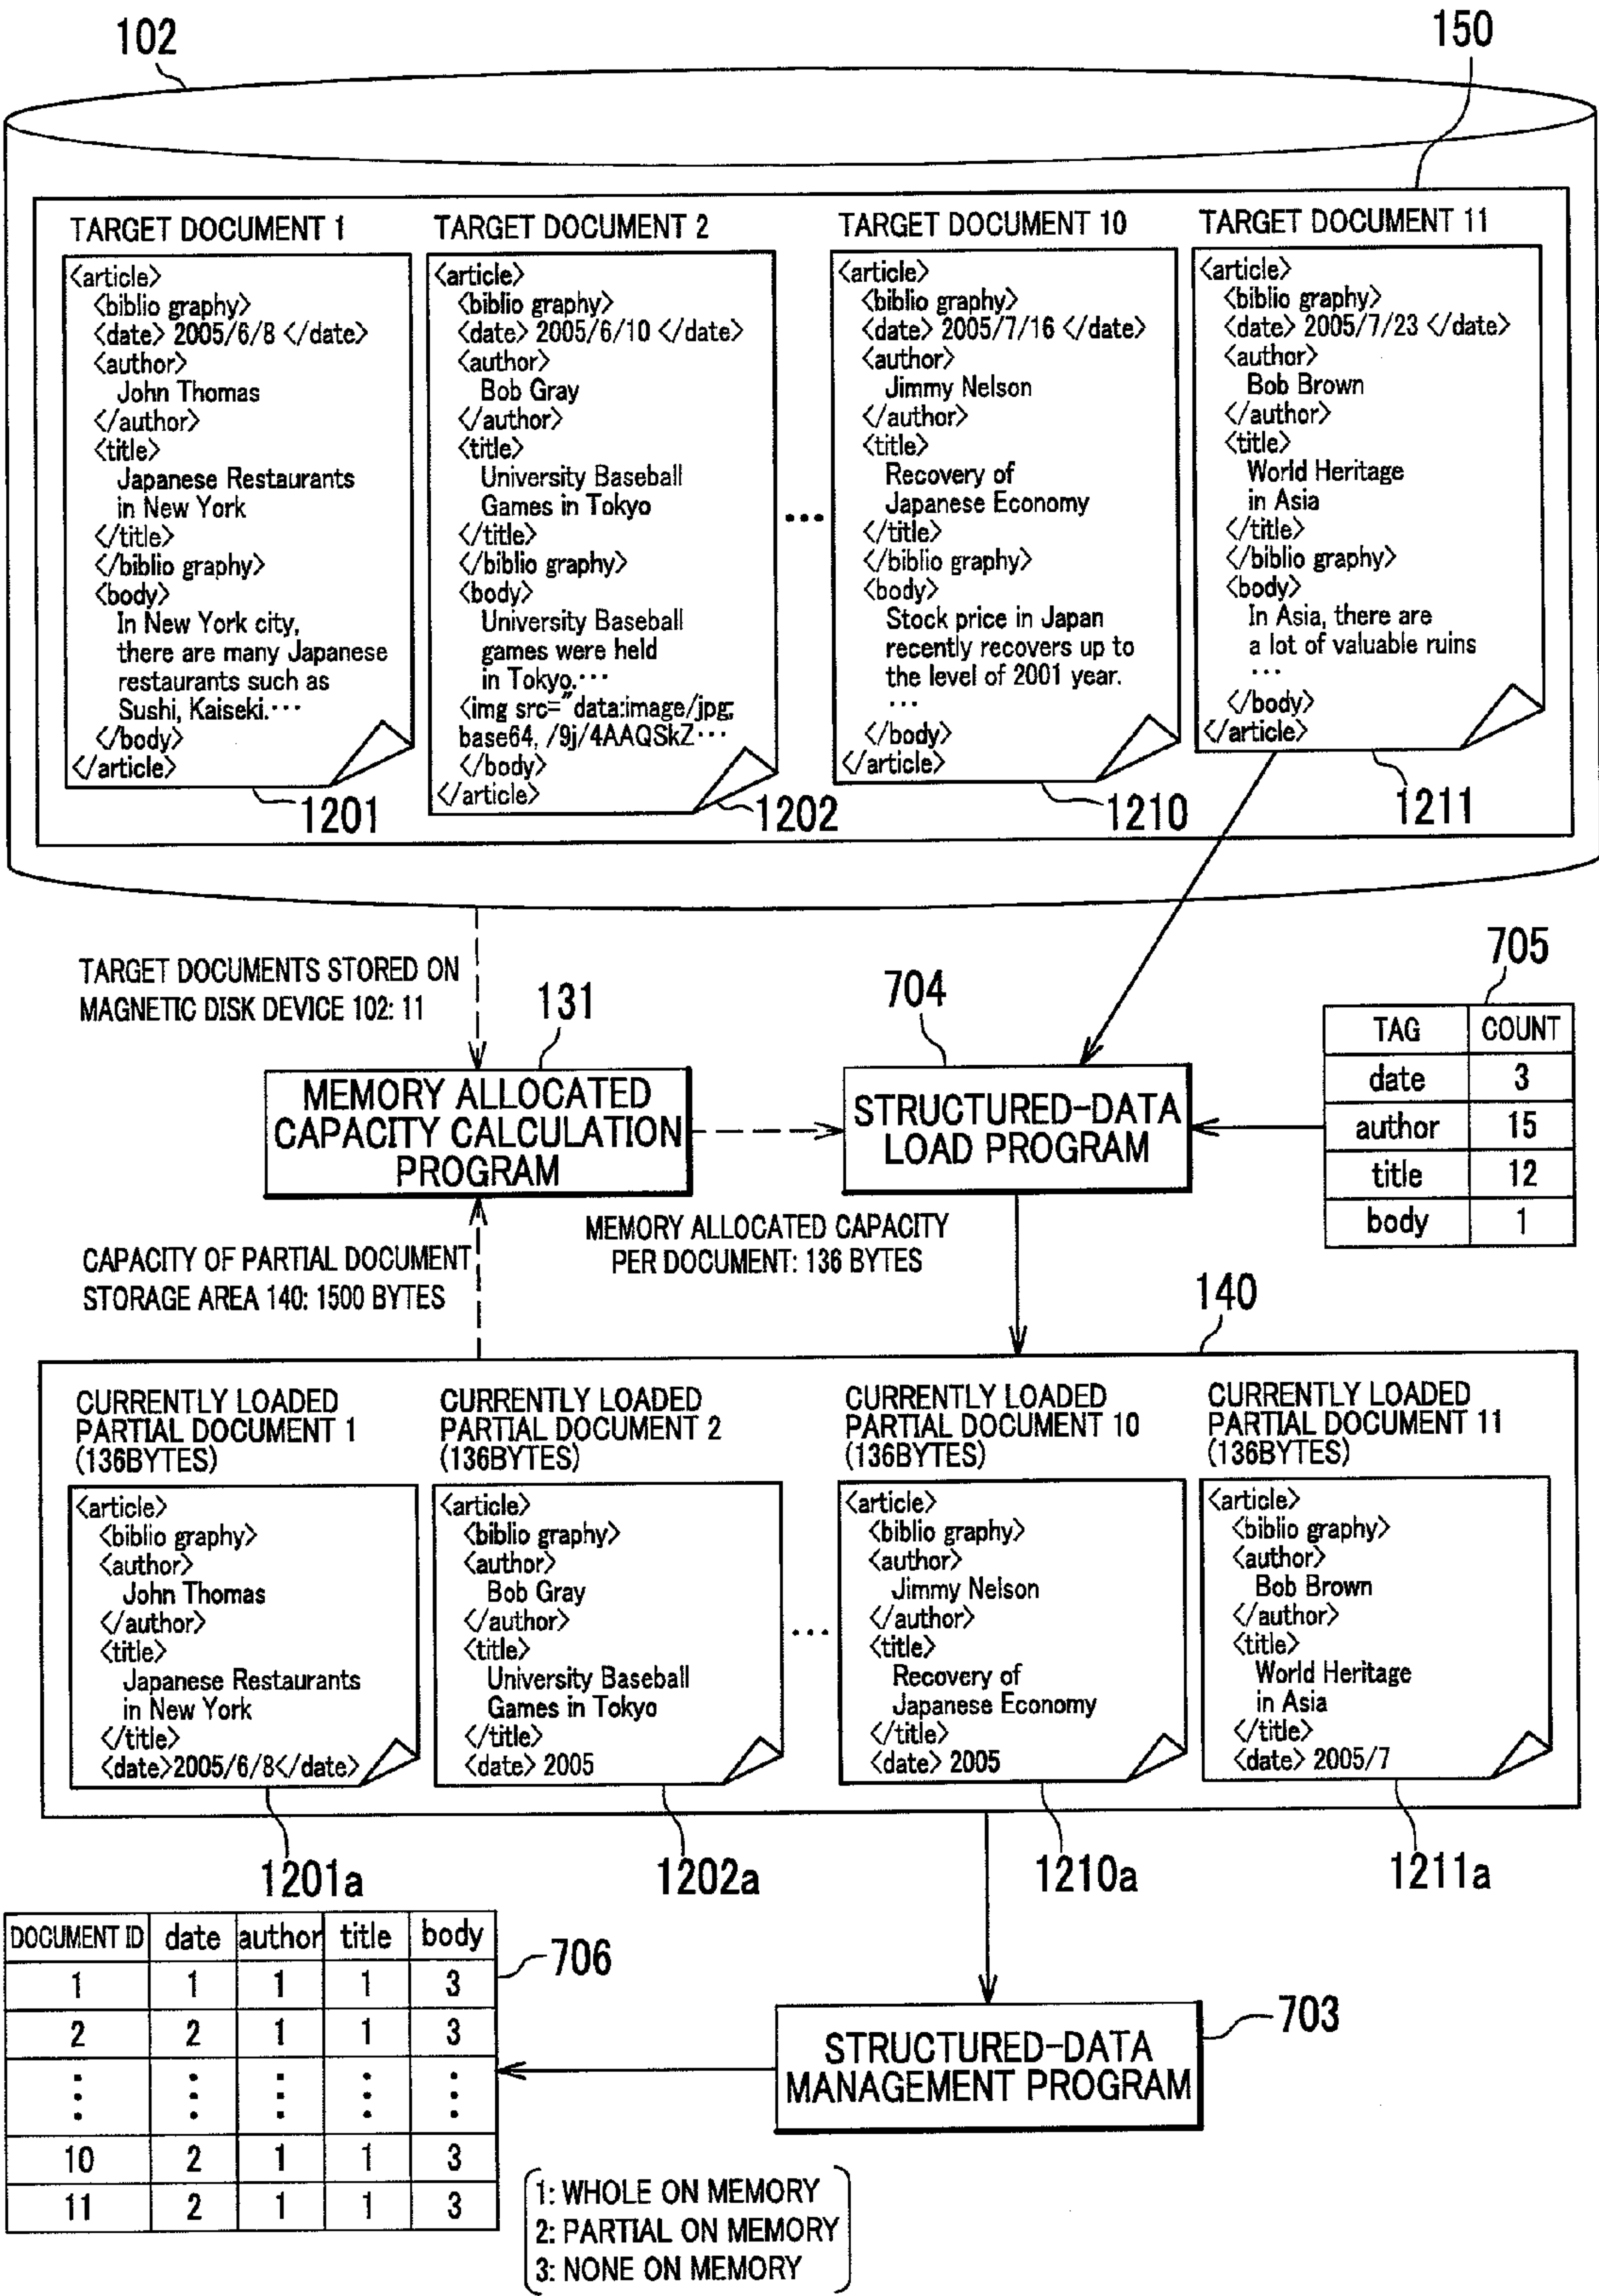 102
150
TARGET DOCUMENT 1
<article>
<biblio graphy>
<date> 2005/6/8 </date>
<author>
John Thomas
</author>
<title>
Japanese Restaurants
in New York
</title>
</biblio graphy>
<body>
In New York city,
there are many Japanese
restaurants such as
Sushi, Kaiseki.···
</body>
</article>
1201
TARGET DOCUMENT 2
<article>
<biblio graphy>
<date> 2005/6/10 </date>
<author>
Bob Gray
</author>
<title>
University Baseball
Games in Tokyo
</title>
</biblio graphy>
<body>
University Baseball
games were held
in Tokyo.···
<img src="data:image/jpg;
base64, /9j/4AAQSkZ···
</body>
</article>
1202
···
TARGET DOCUMENT 10
<article>
<biblio graphy>
<date> 2005/7/16 </date>
<author>
Jimmy Nelson
</author>
<title>
Recovery of
Japanese Economy
</title>
</biblio graphy>
<body>
Stock price in Japan
recently recovers up to
the level of 2001 year.
···
</body>
</article>
1210
TARGET DOCUMENT 11
<article>
<biblio graphy>
<date> 2005/7/23 </date>
<author>
Bob Brown
</author>
<title>
World Heritage
in Asia
</title>
</biblio graphy>
<body>
In Asia, there are
a lot of valuable ruins
···
</body>
</article>
1211
TARGET DOCUMENTS STORED ON
MAGNETIC DISK DEVICE 102: 11
131
MEMORY ALLOCATED
CAPACITY CALCULATION
PROGRAM
704
STRUCTURED-DATA
LOAD PROGRAM
705
TAG COUNT
date 3
author 15
title 12
body 1
CAPACITY OF PARTIAL DOCUMENT
STORAGE AREA 140: 1500 BYTES
MEMORY ALLOCATED CAPACITY
PER DOCUMENT: 136 BYTES
140
CURRENTLY LOADED
PARTIAL DOCUMENT 1
(136BYTES)
<article>
<biblio graphy>
<author>
John Thomas
</author>
<title>
Japanese Restaurants
in New York
</title>
<date>2005/6/8</date>
1201a
CURRENTLY LOADED
PARTIAL DOCUMENT 2
(136BYTES)
<article>
<biblio graphy>
<author>
Bob Gray
</author>
<title>
University Baseball
Games in Tokyo
</title>
<date> 2005
1202a
···
CURRENTLY LOADED
PARTIAL DOCUMENT 10
(136BYTES)
<article>
<biblio graphy>
<author>
Jimmy Nelson
</author>
<title>
Recovery of
Japanese Economy
</title>
<date> 2005
1210a
CURRENTLY LOADED
PARTIAL DOCUMENT 11
(136BYTES)
<article>
<biblio graphy>
<author>
Bob Brown
</author>
<title>
World Heritage
in Asia
</title>
<date> 2005/7
1211a
DOCUMENT ID date author title body
1 1 1 1 3
2 2 1 1 3
⋮ ⋮ ⋮ ⋮ ⋮
10 2 1 1 3
11 2 1 1 3
706
STRUCTURED-DATA
MANAGEMENT PROGRAM
703
1: WHOLE ON MEMORY
2: PARTIAL ON MEMORY
3: NONE ON MEMORY